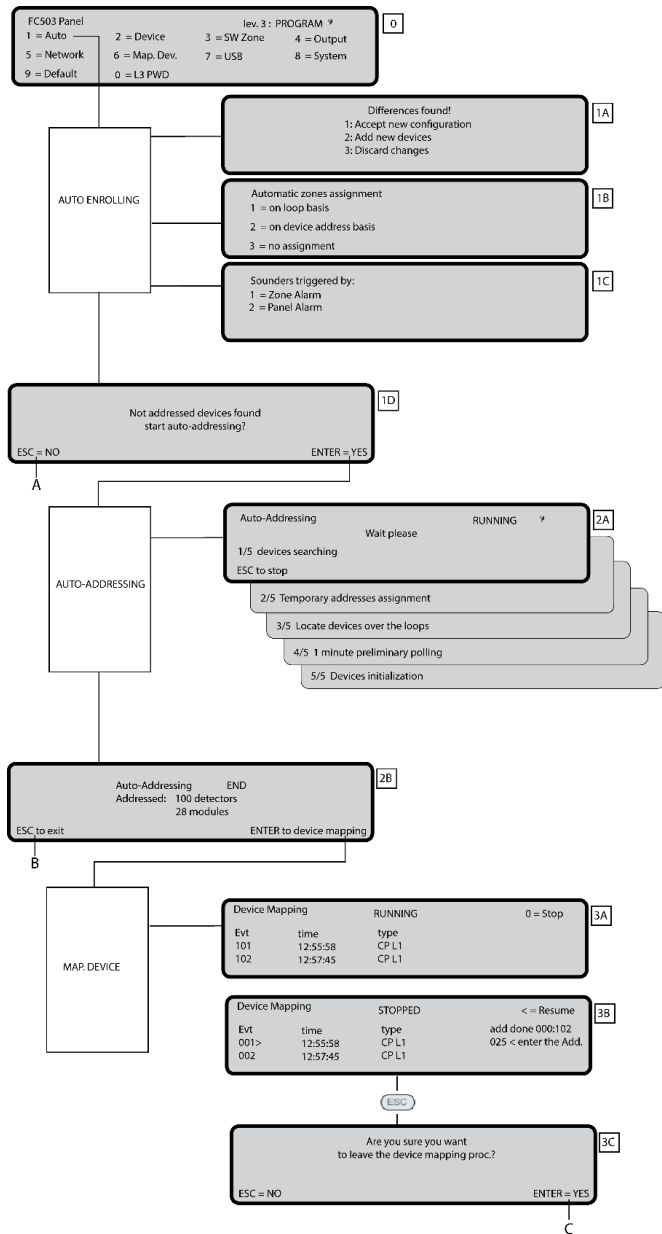 FC503 Panel lev. 3 : PROGRAM
0
1 = Auto 2 = Device 3 = SW Zone 4 = Output
5 = Network 6 = Map. Dev. 7 = USB 8 = System
9 = Default 0 = L3 PWD
Differences found!
1A
1: Accept new configuration
2: Add new devices
3: Discard changes
AUTO ENROLLING
Automatic zones assignment
1B
1 = on loop basis
2 = on device address basis
3 = no assignment
Sounders triggered by:
1C
1 = Zone Alarm
2 = Panel Alarm
1D
Not addressed devices found
start auto-addressing?
ESC = NO ENTER = YES
A
Auto-Addressing RUNNING
2A
Wait please
1/5 devices searching
ESC to stop
AUTO-ADDRESSING
2/5 Temporary addresses assignment
3/5 Locate devices over the loops
4/5 1 minute preliminary polling
5/5 Devices initialization
2B
Auto-Addressing END
Addressed: 100 detectors
28 modules
ESC to exit ENTER to device mapping
B
Device Mapping RUNNING 0 = Stop
3A
Evt time type
101 12:55:58 CP L1
102 12:57:45 CP L1
MAP. DEVICE
Device Mapping STOPPED < = Resume
3B
Evt time type add done 000:102
001> 12:55:58 CP L1 025 < enter the Add.
002 12:57:45 CP L1
ESC
Are you sure you want
3C
to leave the device mapping proc.?
ESC = NO ENTER = YES
C